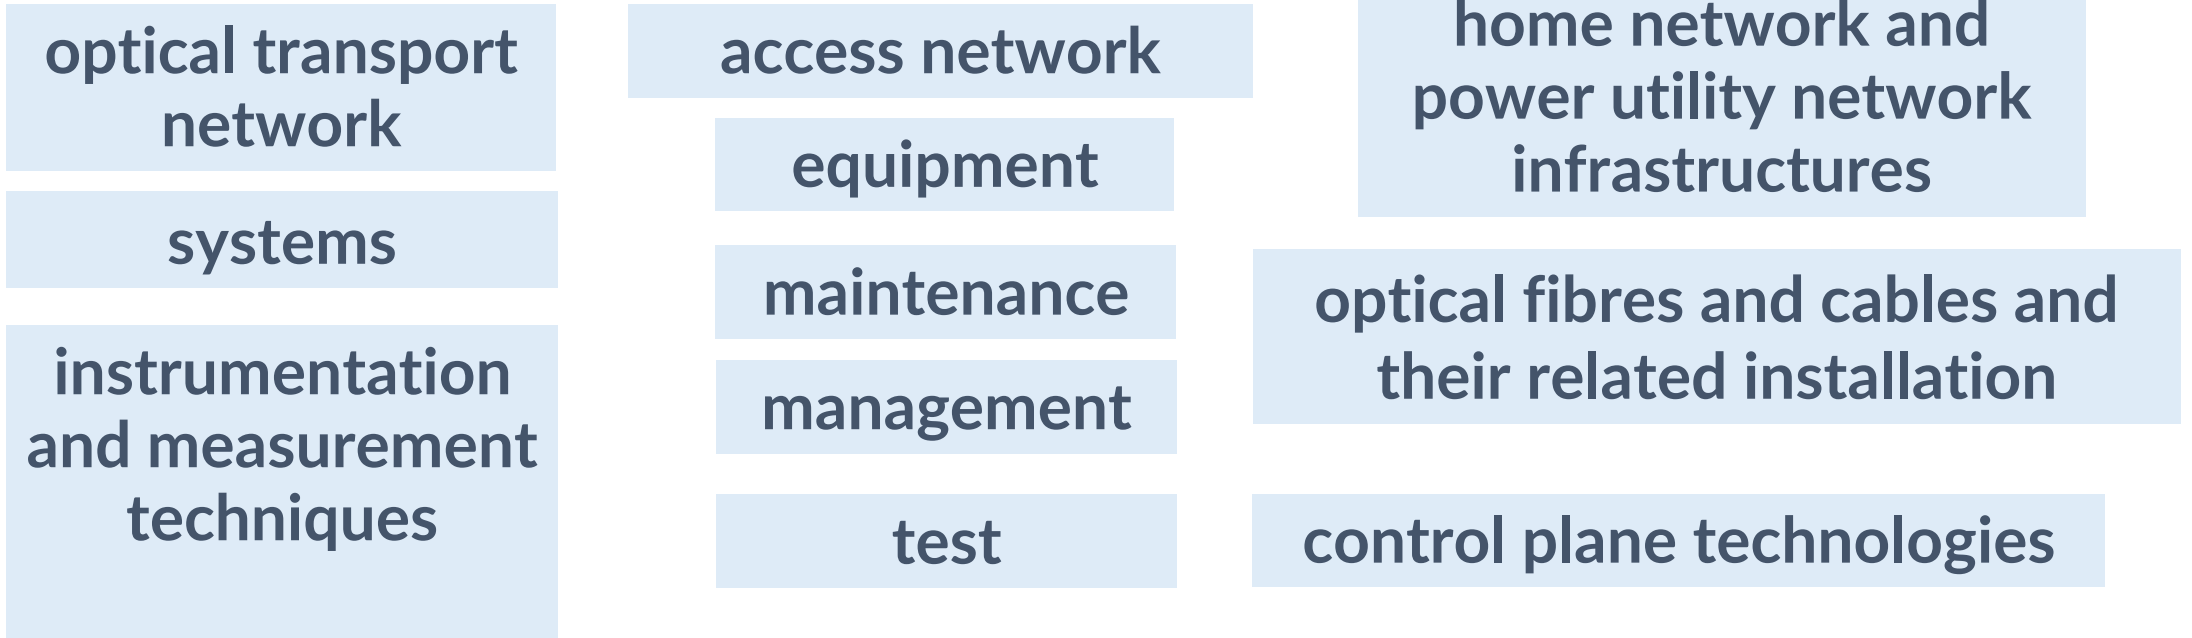 optical transport
network
systems
instrumentation
and measurement
techniques
access network
equipment
maintenance
management
test
home network and
power utility network
infrastructures
optical fibres and cables and
their related installation
control plane technologies